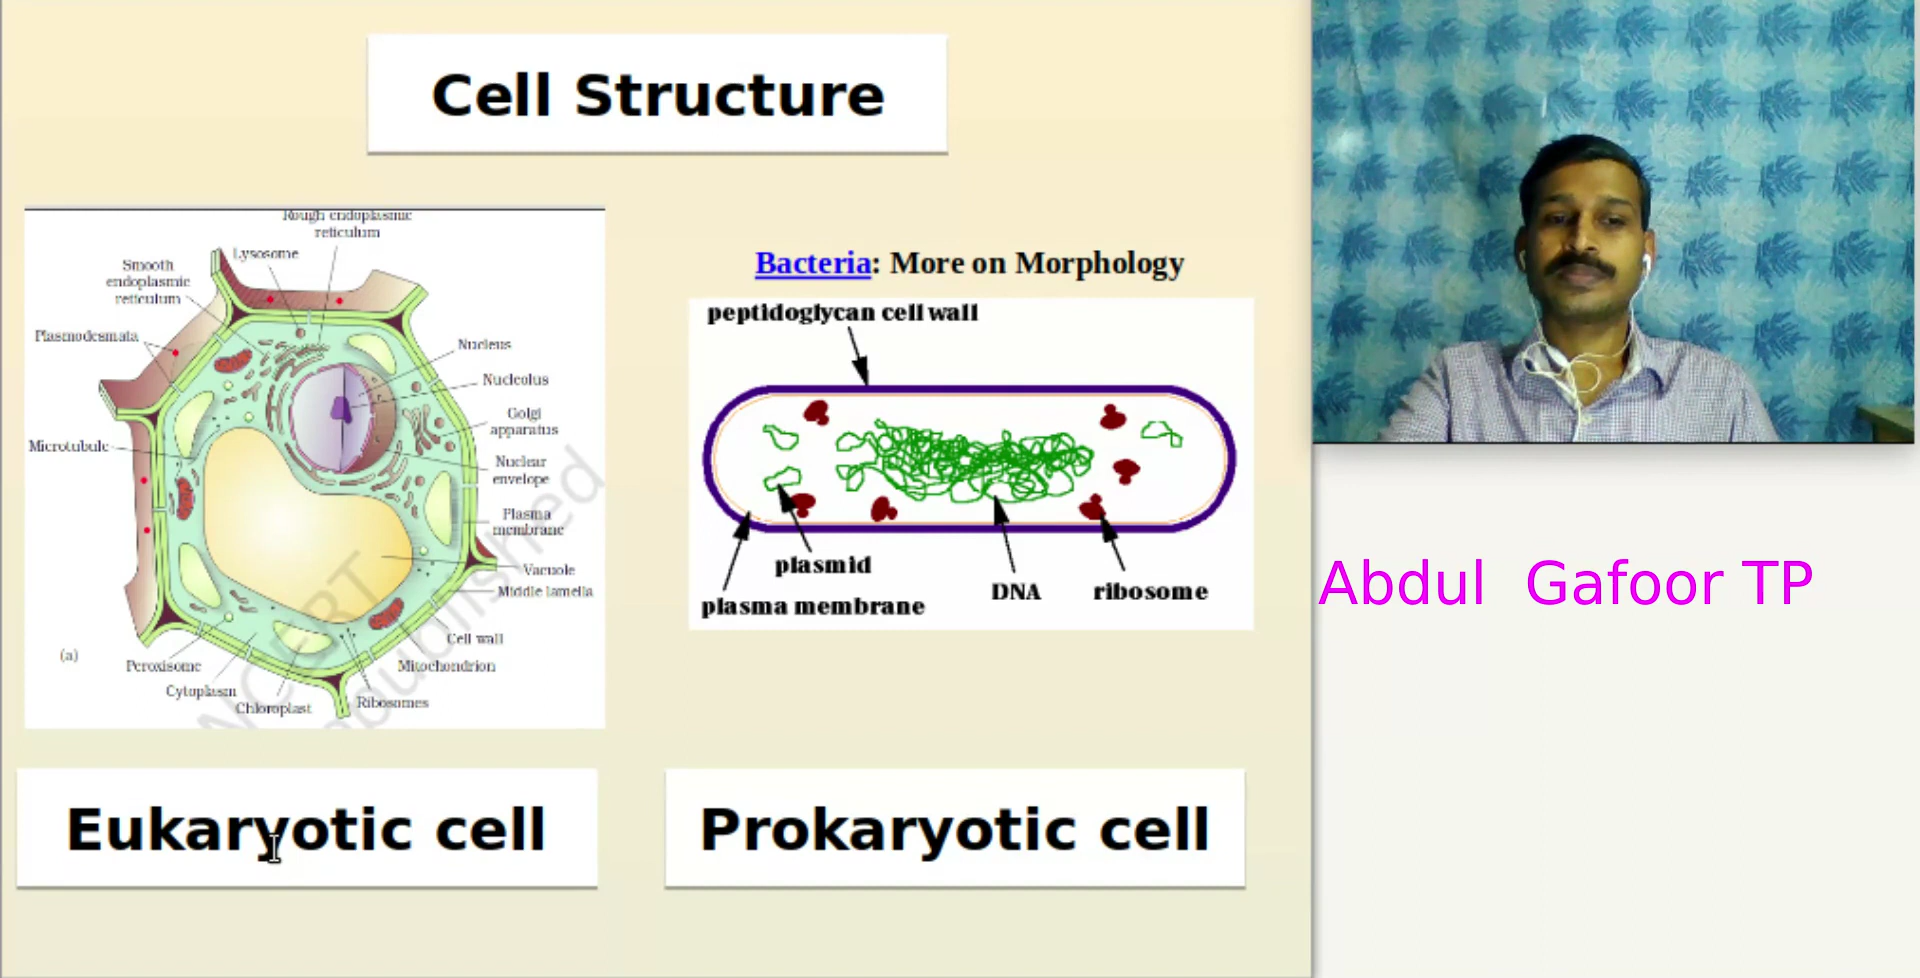 Cell Structure
Rough endoplasmic
reticulum
Lysosome
Smooth
endoplasmic
reticulum
Plasmodesmata
Nucleus
Nucleolus
Golgi
apparatus
Microtubule
Nuclear
envelope
Plasma
membrane
Vacuole
Middle lamella
Cell wall
(a)
Peroxisome
Mitochondrion
Cytoplasm
Chloroplast
Ribosomes
Bacteria: More on Morphology
peptidoglycan cell wall
plasmid
plasma membrane
DNA
ribosome
Eukaryotic cell
Prokaryotic cell
Abdul Gafoor TP